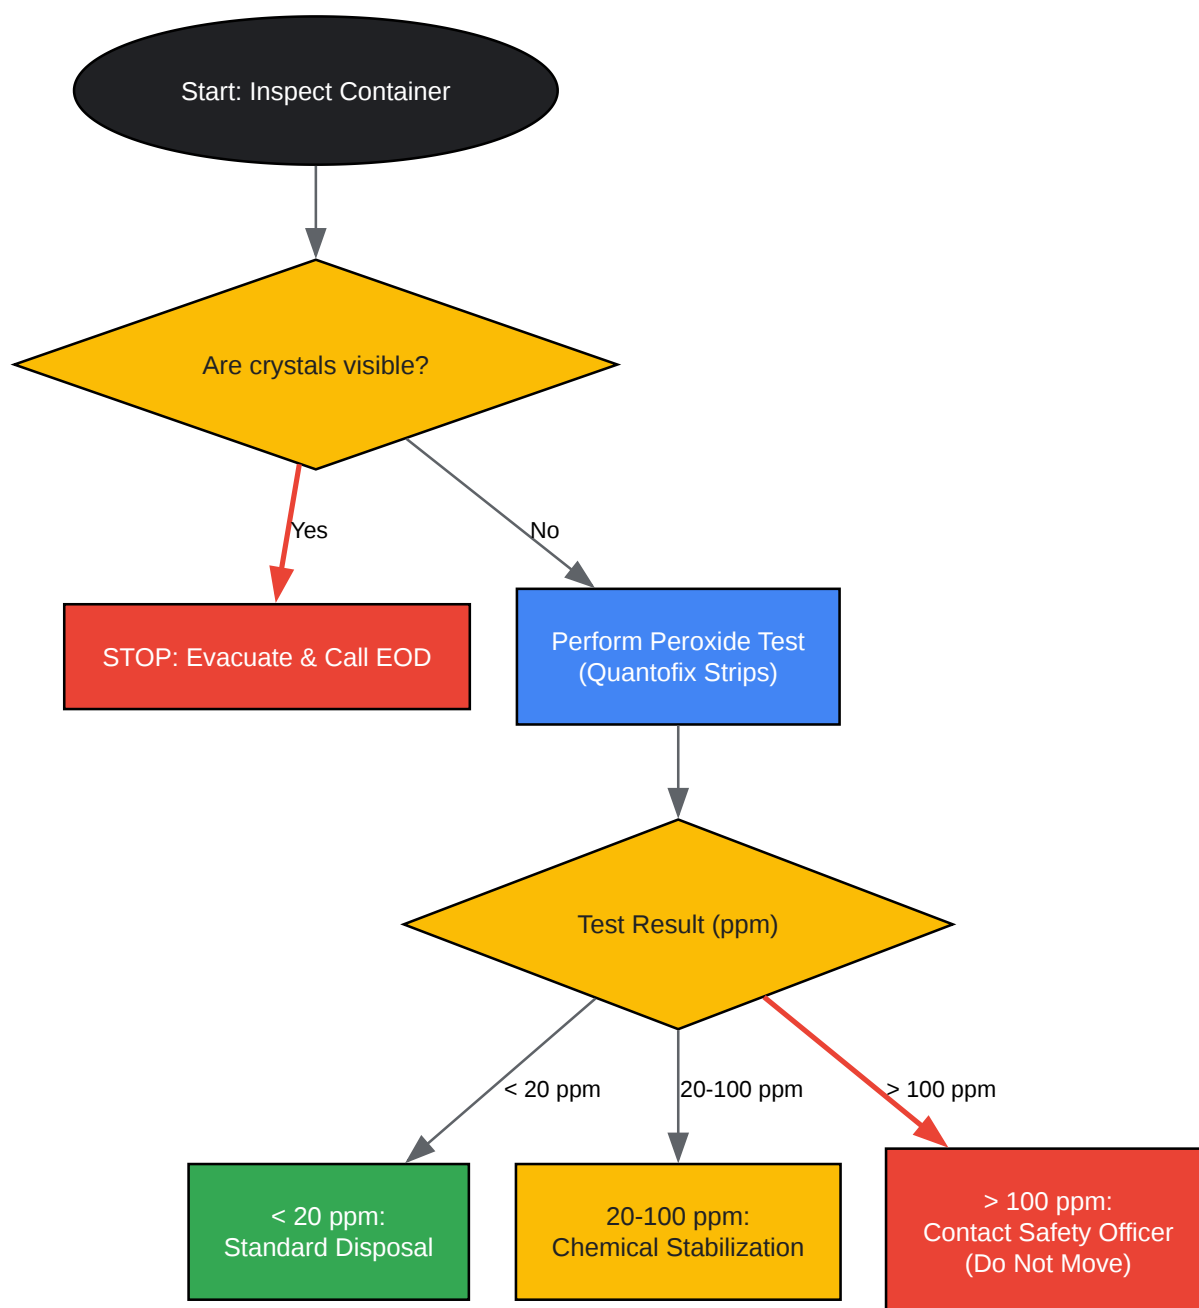 Start: Inspect Container
Are crystals visible?
Yes
No
STOP: Evacuate & Call EOD
Perform Peroxide Test
(Quantofix Strips)
Test Result (ppm)
< 20 ppm
20-100 ppm
> 100 ppm
< 20 ppm:
Standard Disposal
20-100 ppm:
Chemical Stabilization
> 100 ppm:
Contact Safety Officer
(Do Not Move)